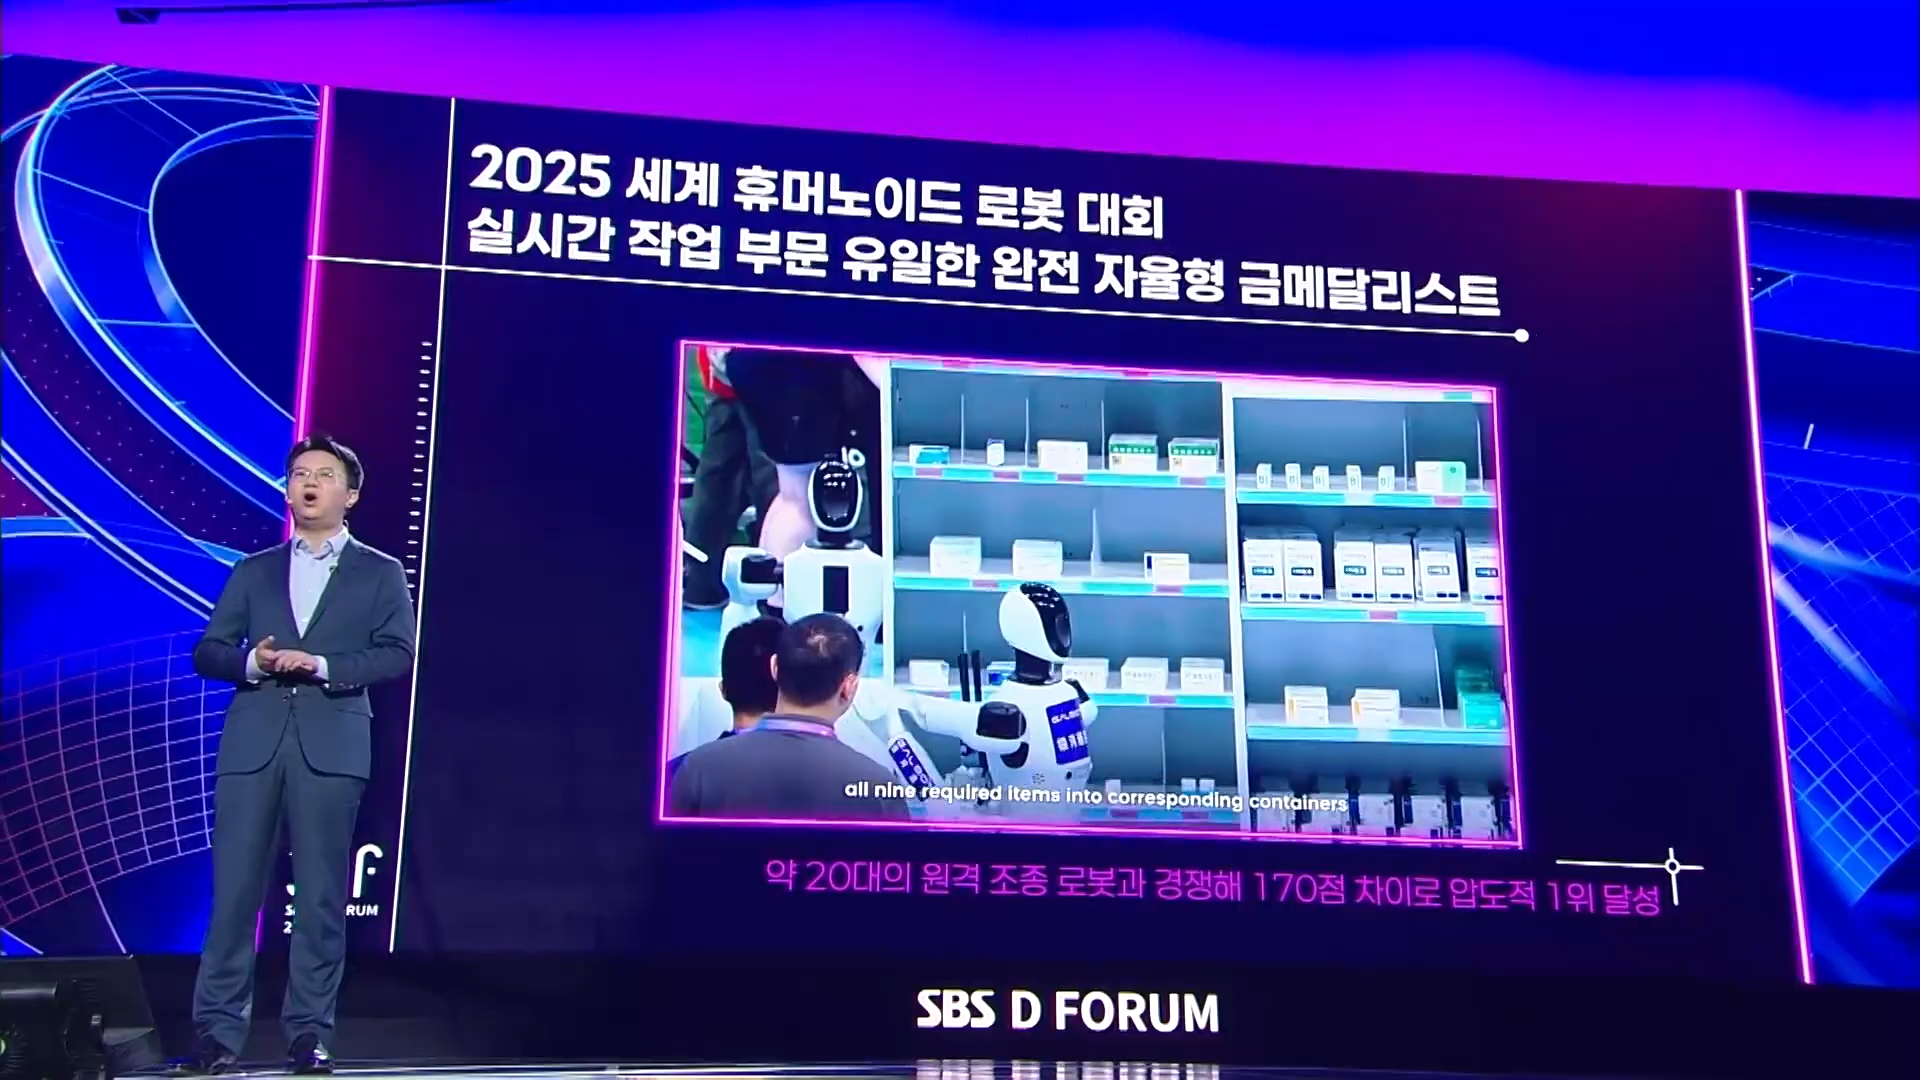 2025 세계 휴머노이드 로봇 대회
실시간 작업 부문 유일한 완전 자율형 금메달리스트
all nine required items into corresponding containers
약 20대의 원격 조종 로봇과 경쟁해 170점 차이로 압도적 1위 달성
SBS D FORUM